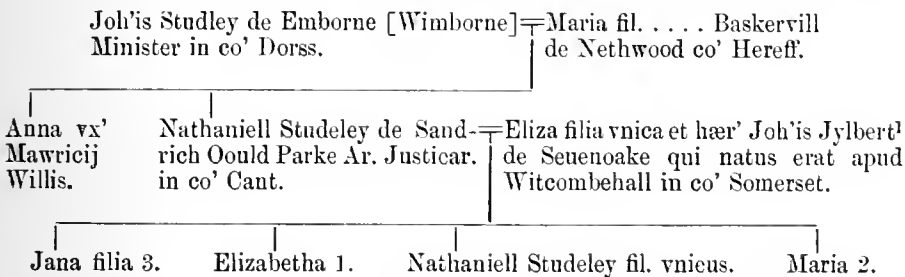 Joh'is Studley de Emborne [Wimborne]
Minister in co' Dorss.
Maria fil. . . . . . Baskervill
de Nethwood co' Hereff.
Anna vx'
Mawricij
Willis.
Nathaniell Studeley de Sand-
rich Oould Parke Ar. Justicar.
in co' Cant.
Eliza filia vnica et hær' Joh'is Jylbert¹
de Seuenoake qui natus erat apud
Witcombehall in co' Somerset.
Jana filia 3. Elizabetha 1. Nathaniell Studeley fil. vnicus. Maria 2.